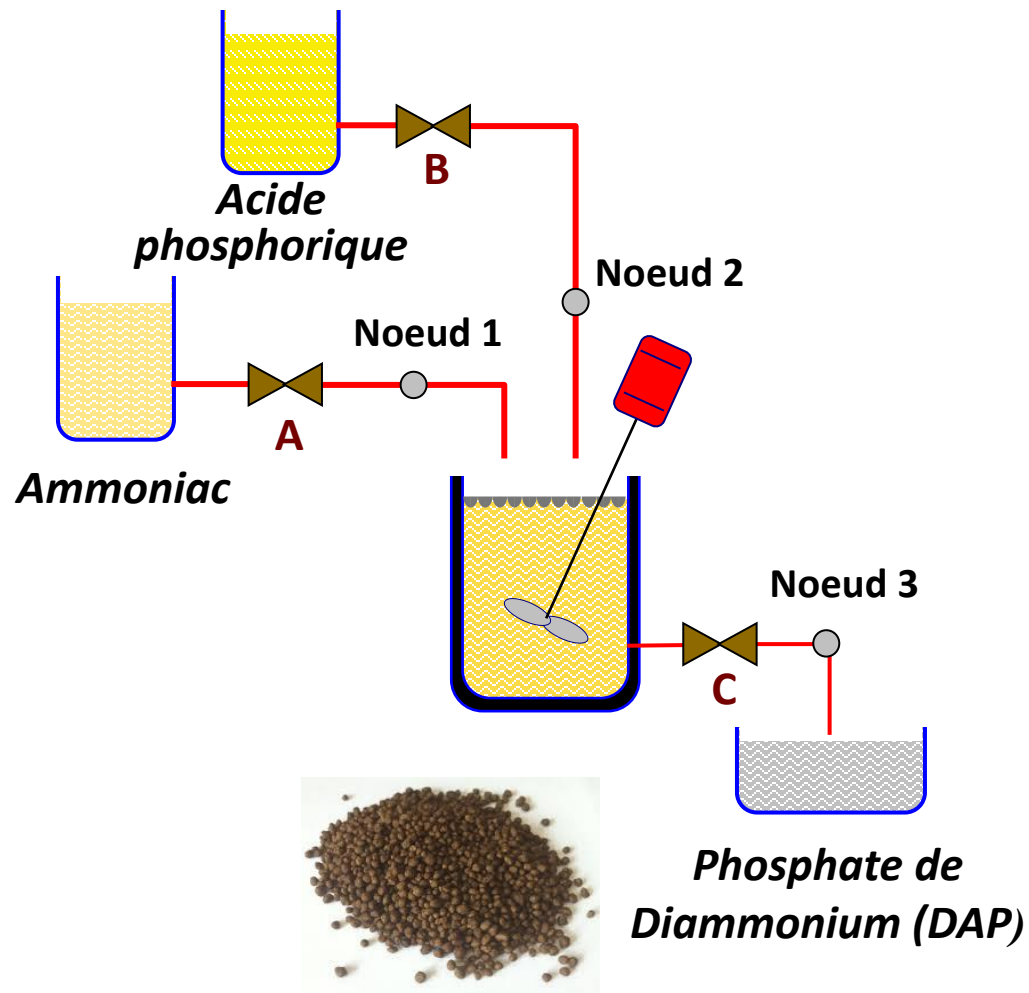 B
Acide
phosphorique
Noeud 2
Noeud 1
A
Ammoniac
Noeud 3
C
Phosphate de
Diammonium (DAP)